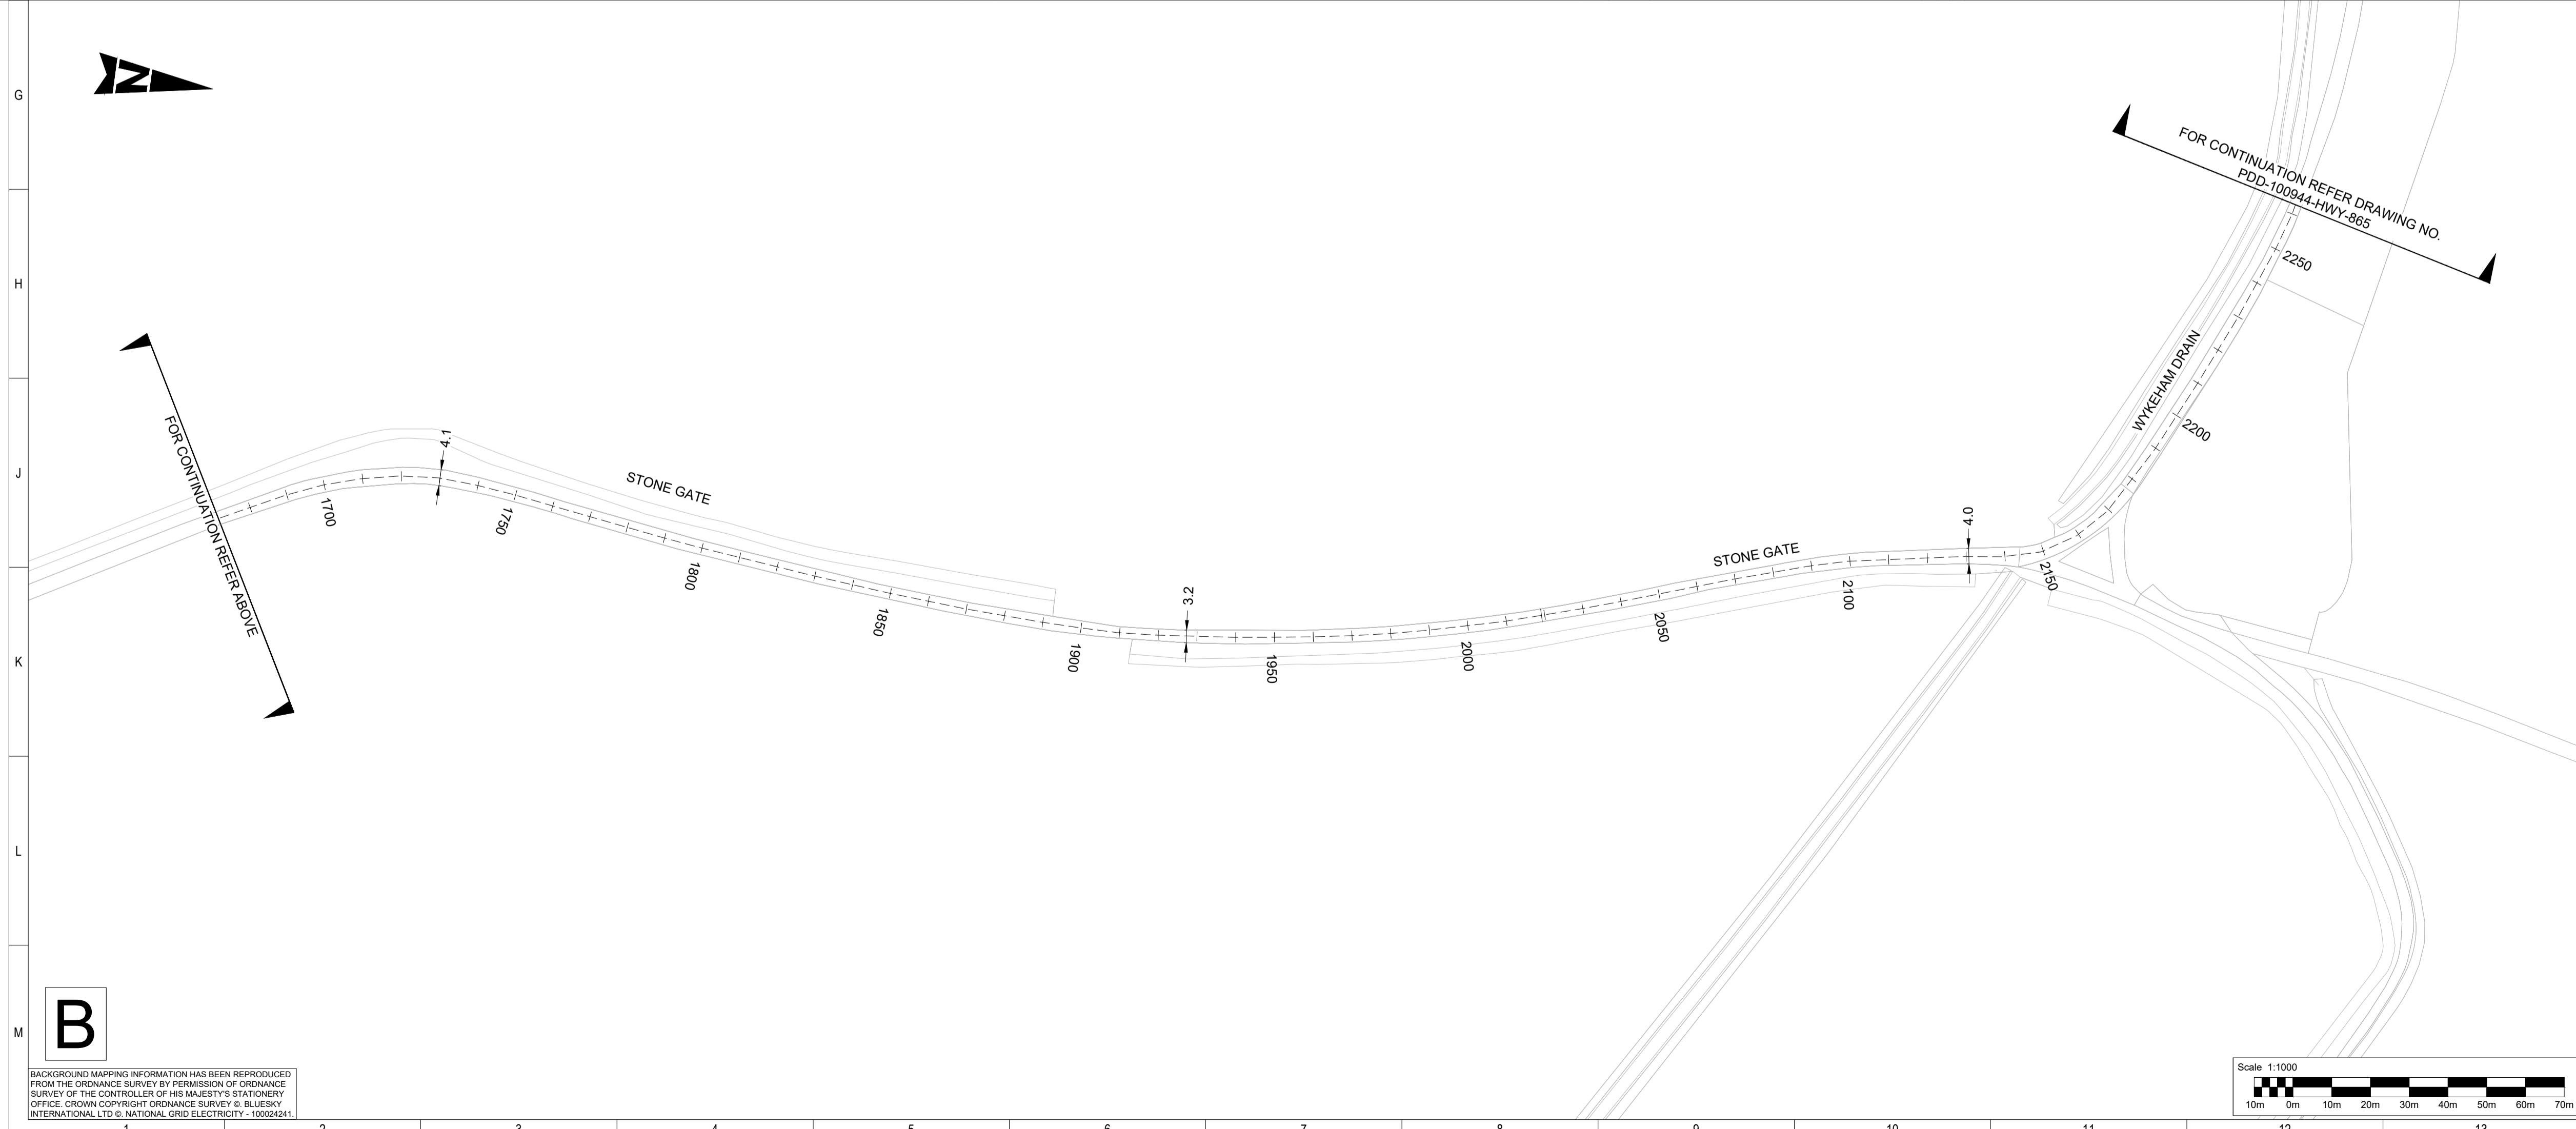 N
G
H
J
K
L
M
FOR CONTINUATION REFER DRAWING NO.
PDD-100944-HWY-865
FOR CONTINUATION REFER ABOVE
STONE GATE
STONE GATE
WYKEHAM DRAIN
4.1
3.2
4.0
1700
1750
1800
1850
1900
1950
2000
2050
2100
2150
2200
2250
B
BACKGROUND MAPPING INFORMATION HAS BEEN REPRODUCED
FROM THE ORDNANCE SURVEY BY PERMISSION OF ORDNANCE
SURVEY OF THE CONTROLLER OF HIS MAJESTY'S STATIONERY
OFFICE. CROWN COPYRIGHT ORDNANCE SURVEY ©. BLUESKY
INTERNATIONAL LTD ©. NATIONAL GRID ELECTRICITY - 100024241.
Scale 1:1000
10m 0m 10m 20m 30m 40m 50m 60m 70m
1 2 3 4 5 6 7 8 9 10 11 12 13